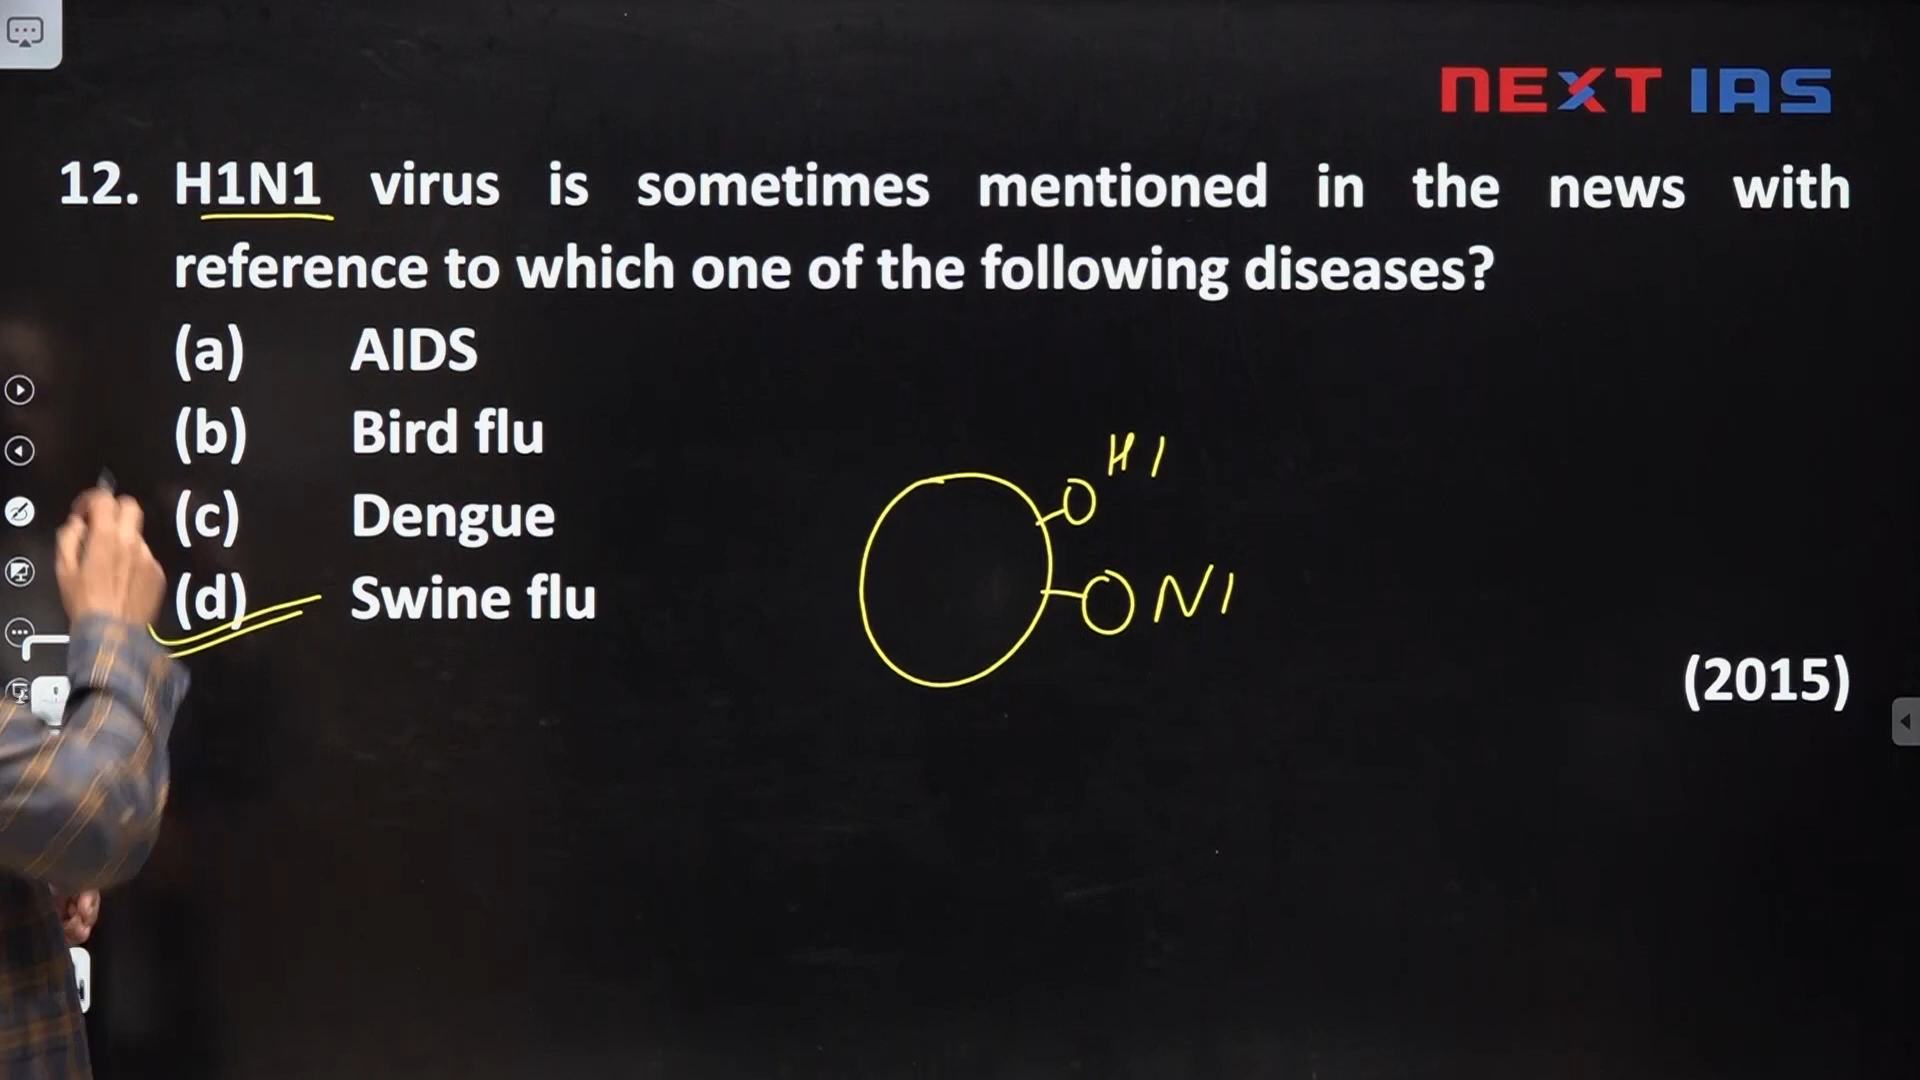 NEXT IAS
12. H1N1 virus is sometimes mentioned in the news with
reference to which one of the following diseases?
(a) AIDS
(b) Bird flu
(c) Dengue
(d) Swine flu
H1
N1
(2015)